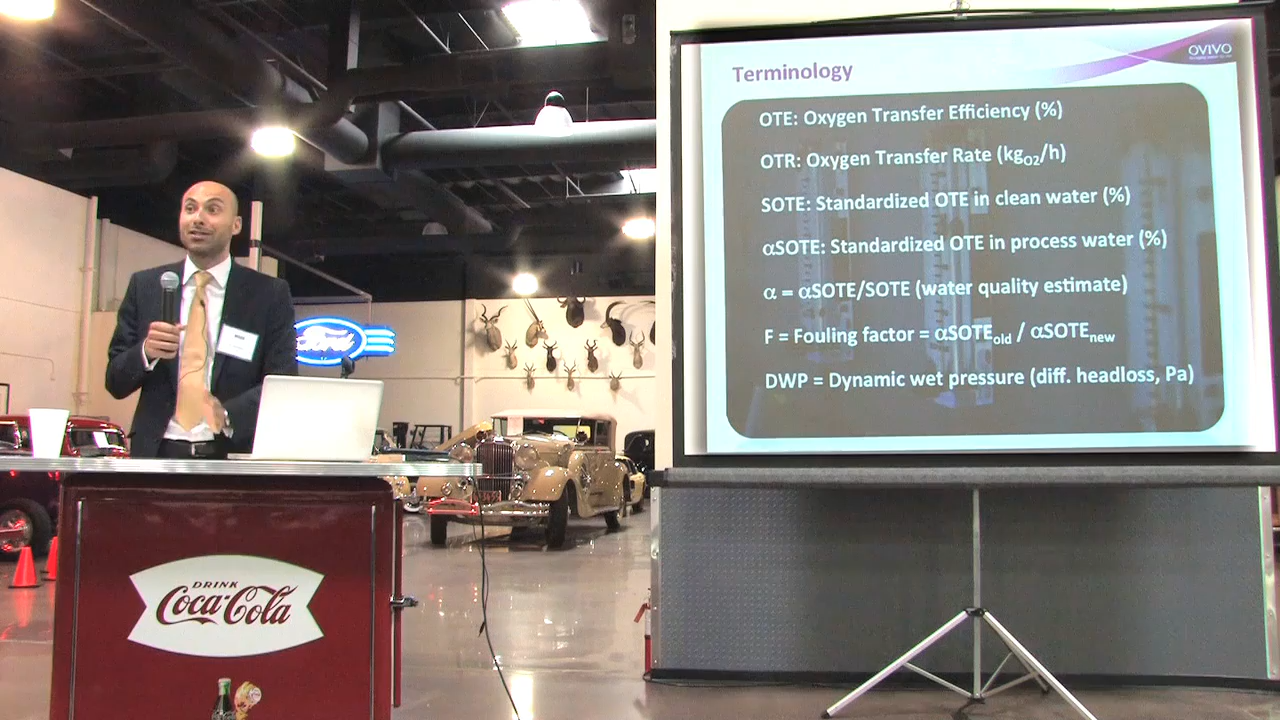 OVIVO
Terminology
OTE: Oxygen Transfer Efficiency (%)
OTR: Oxygen Transfer Rate (kgO2/h)
SOTE: Standardized OTE in clean water (%)
αSOTE: Standardized OTE in process water (%)
α = αSOTE/SOTE (water quality estimate)
F = Fouling factor = αSOTEold / αSOTEnew
DWP = Dynamic wet pressure (diff. headloss, Pa)
Ford
DRINK
Coca-Cola